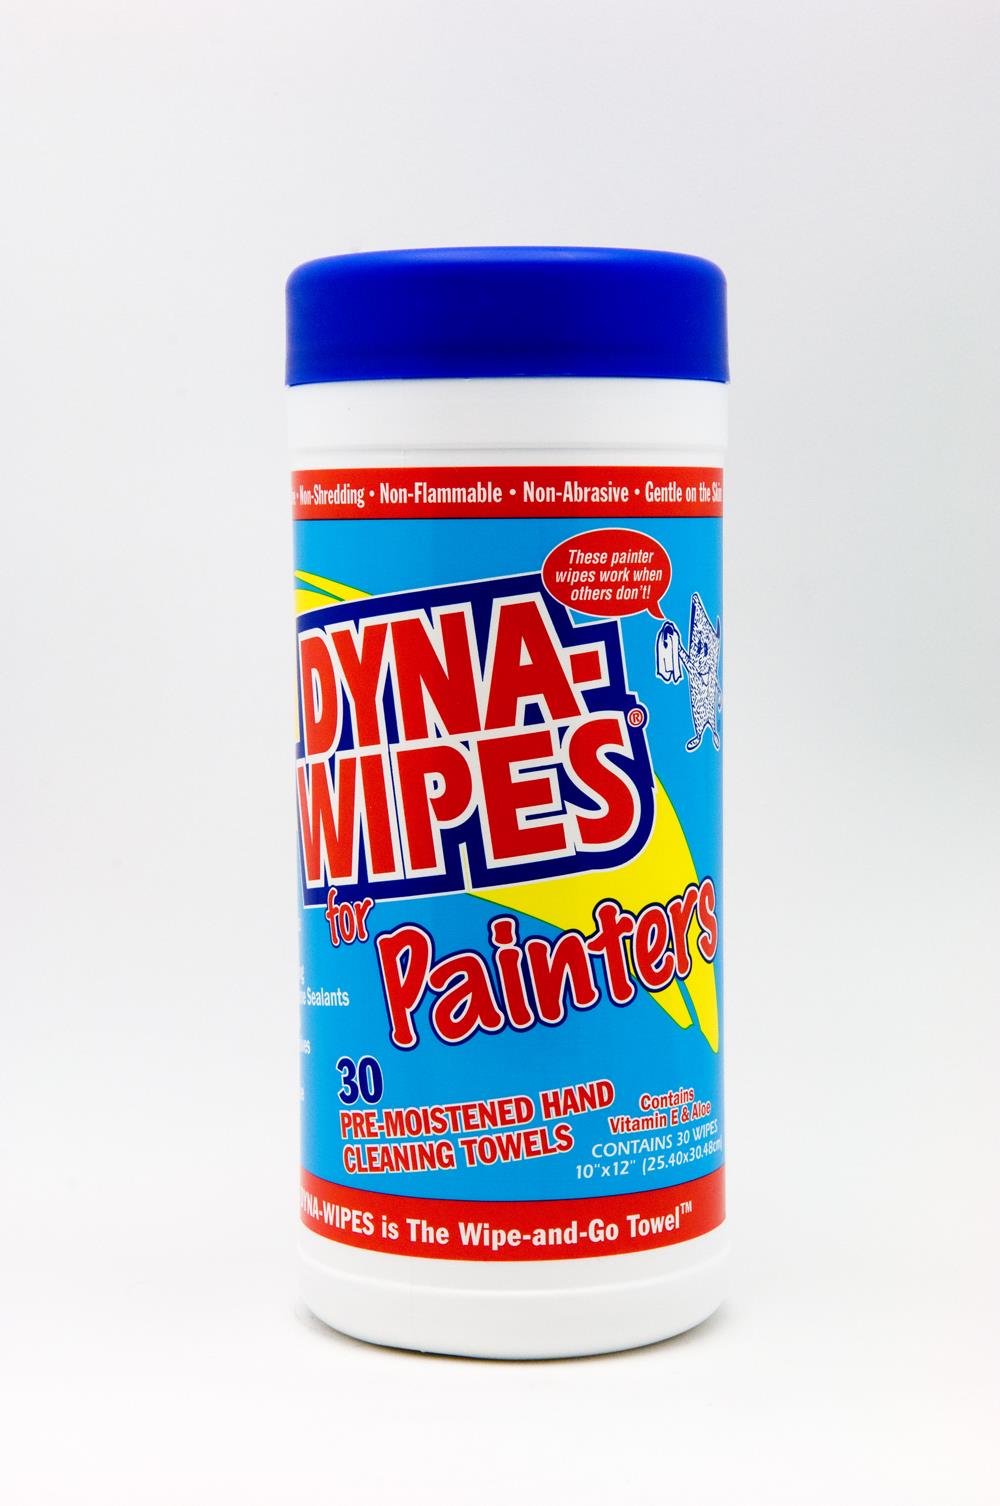 Non-Shredding • Non-Flammable • Non-Abrasive • Gentle on the Skin
These painter
wipes work when
others don't!
DYNA-
WIPES®
for
Painters
Sealants
30
PRE-MOISTENED HAND
CLEANING TOWELS
Contains
Vitamin E & Aloe
CONTAINS 30 WIPES
10"x12" (25.40x30.48cm)
DYNA-WIPES is The Wipe-and-Go Towel™